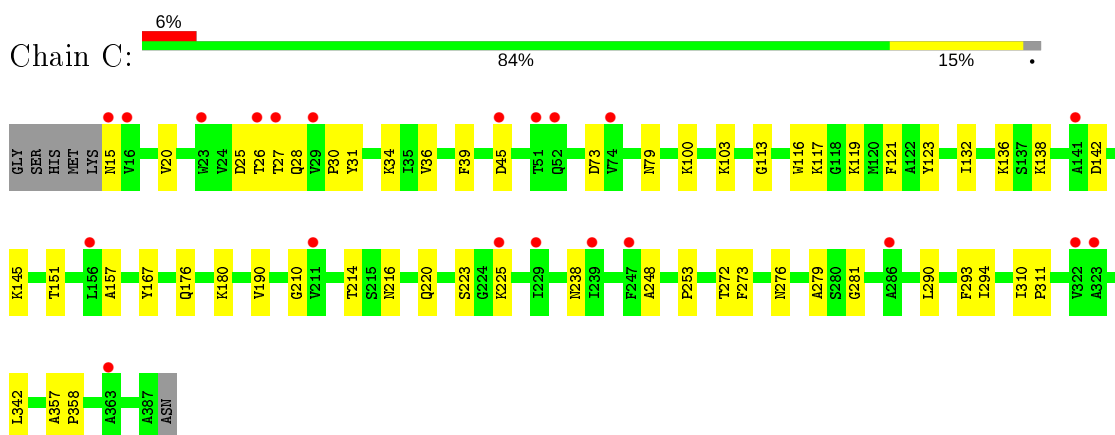 6%
Chain C:
84% 15% •
GLY SER HIS MET LYS N15 V16 V20 W23 V24 D25 T26 T27 Q28 V29 P30 Y31 K34 I35 V36 F39 D45 T51 Q52 D73 V74 N79 K100 K103 G113 W116 K117 G118 K119 M120 F121 A122 Y123 I132 K136 S137 K138 A141 D142
K145 T151 L156 A157 Y167 Q176 K180 V190 G210 V211 T214 S215 N216 Q220 S223 G224 K225 I229 N238 I239 F247 A248 P253 T272 F273 N276 A279 S280 G281 A286 L290 F293 I294 I310 P311 V322 A323
L342 A357 P358 A363 A387 ASN